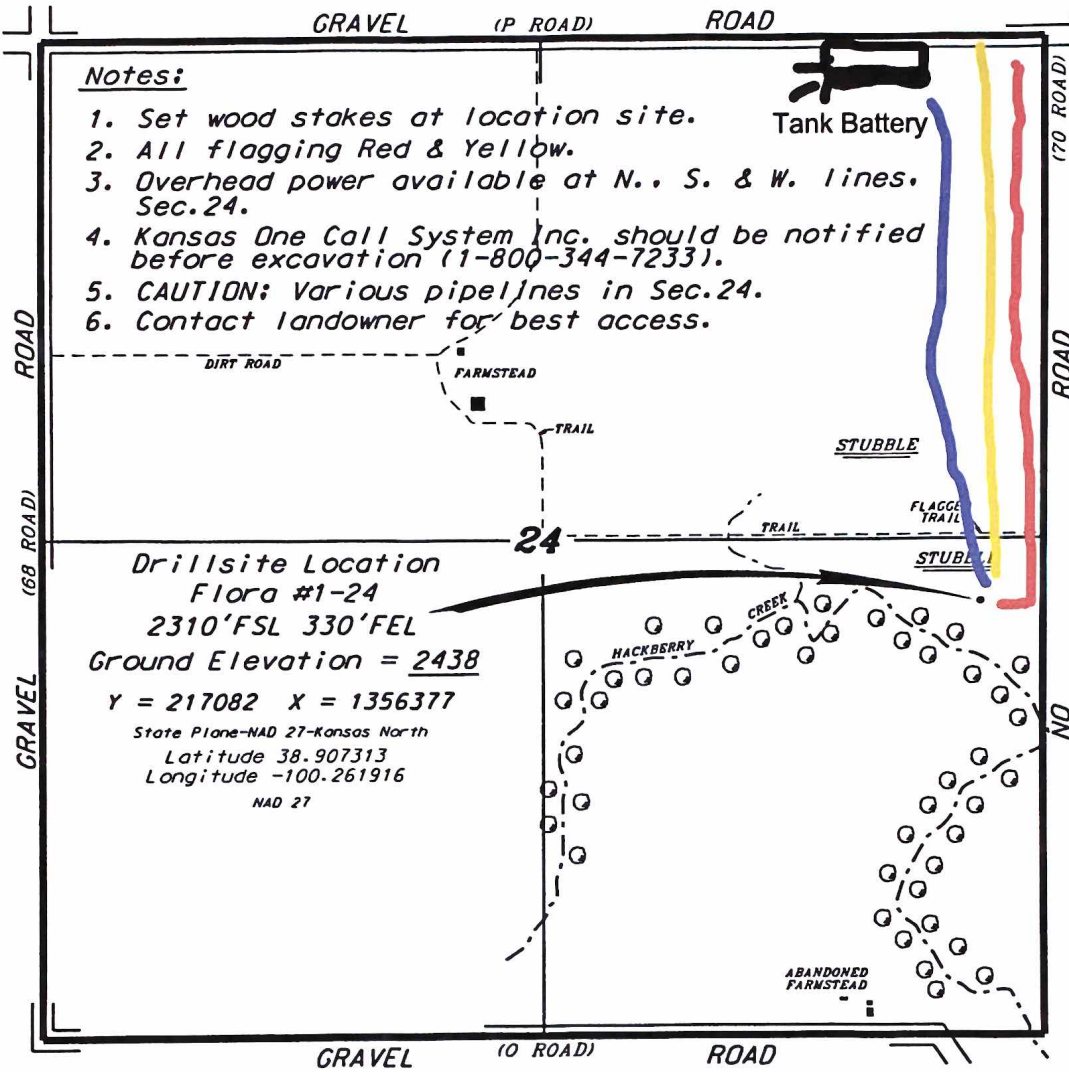 GRAVEL (P ROAD) ROAD
Notes:
1. Set wood stakes at location site.
2. All flagging Red & Yellow.
3. Overhead power available at N., S. & W. lines,
Sec.24.
4. Kansas One Call System Inc. should be notified
before excavation (1-800-344-7233).
5. CAUTION: Various pipelines in Sec.24.
6. Contact landowner for best access.
Tank Battery
(70 ROAD)
ROAD
NO
ROAD
(68 ROAD)
GRAVEL
DIRT ROAD
FARMSTEAD
TRAIL
STUBBLE
FLAGGE
TRAIL
TRAIL
24
STUBBL
Drillsite Location
Flora #1-24
2310'FSL 330'FEL
Ground Elevation = 2438
Y = 217082 X = 1356377
State Plane-NAD 27-Kansas North
Latitude 38.907313
Longitude -100.261916
NAD 27
HACKBERRY CREEK
ABANDONED
FARMSTEAD
GRAVEL (O ROAD) ROAD